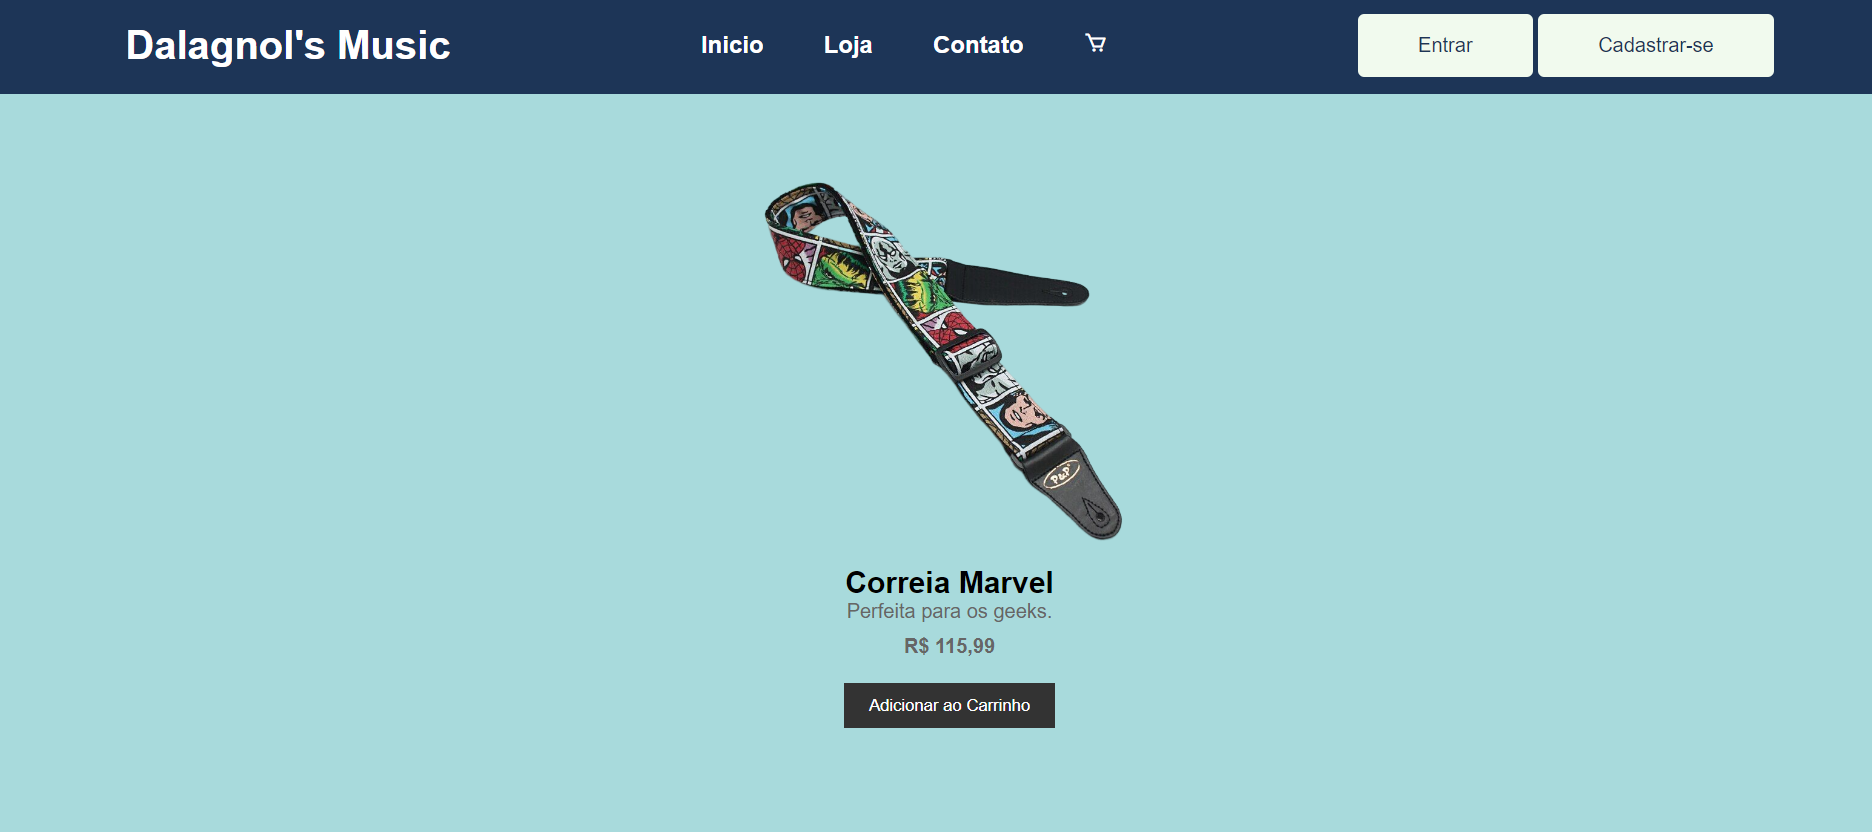 Dalagnol's Music
Inicio Loja Contato
Entrar Cadastrar-se
P&P
Correia Marvel
Perfeita para os geeks.
R$ 115,99
Adicionar ao Carrinho